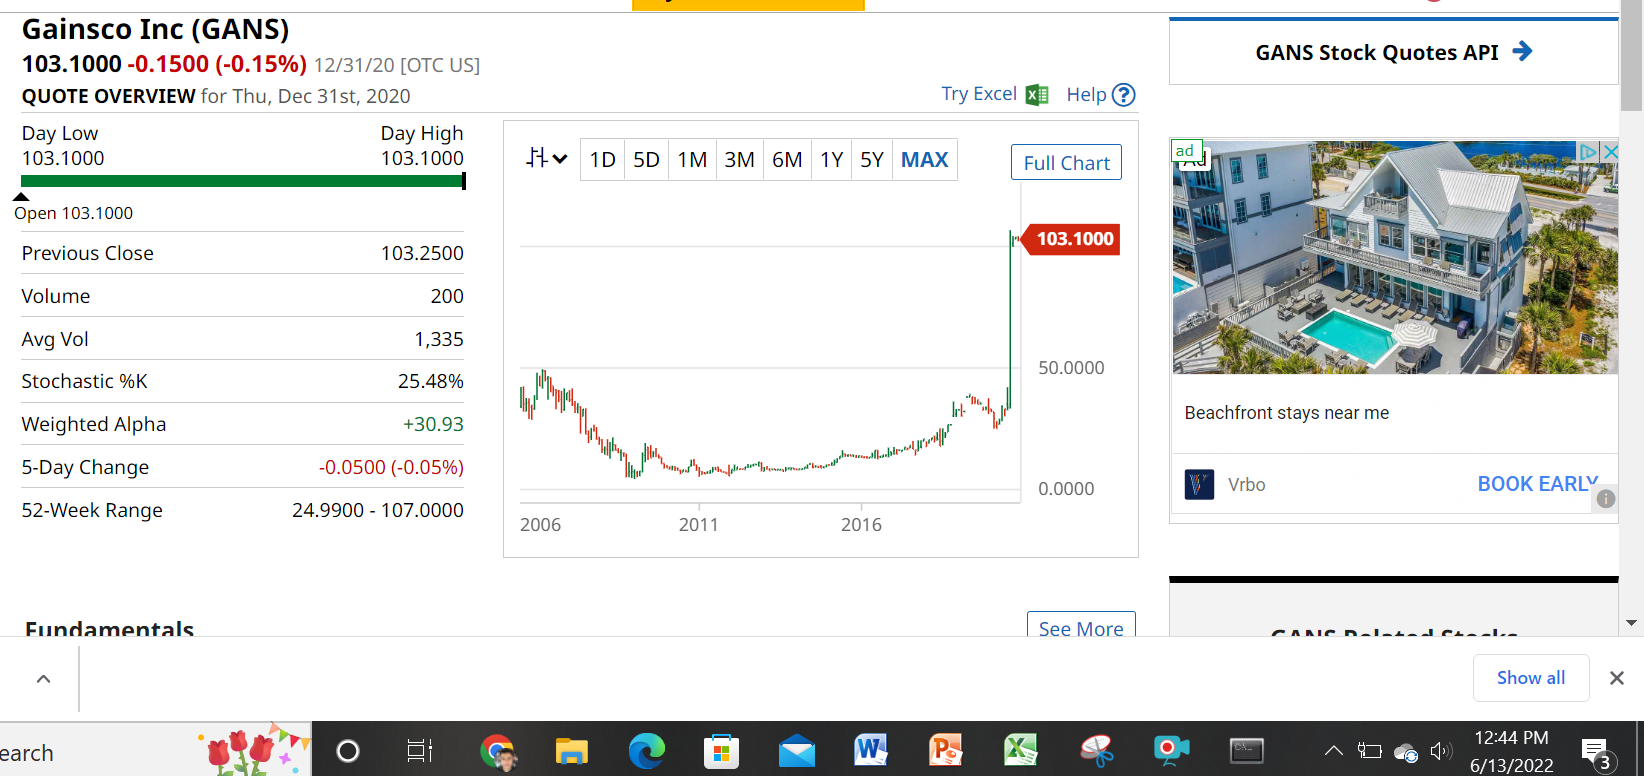 Gainsco Inc (GANS)
103.1000 -0.1500 (-0.15%) 12/31/20 [OTC US]
QUOTE OVERVIEW for Thu, Dec 31st, 2020
Try Excel Help ?
Day Low Day High
103.1000 103.1000
Open 103.1000
Previous Close 103.2500
Volume 200
Avg Vol 1,335
Stochastic %K 25.48%
Weighted Alpha +30.93
5-Day Change -0.0500 (-0.05%)
52-Week Range 24.9900 - 107.0000
1D 5D 1M 3M 6M 1Y 5Y MAX
Full Chart
103.1000
50.0000
0.0000
2006 2011 2016
GANS Stock Quotes API
ad
Beachfront stays near me
Vrbo BOOK EARLY
Fundamentals
See More
GANS Related Stocks
Show all
earch
12:44 PM
6/13/2022
3